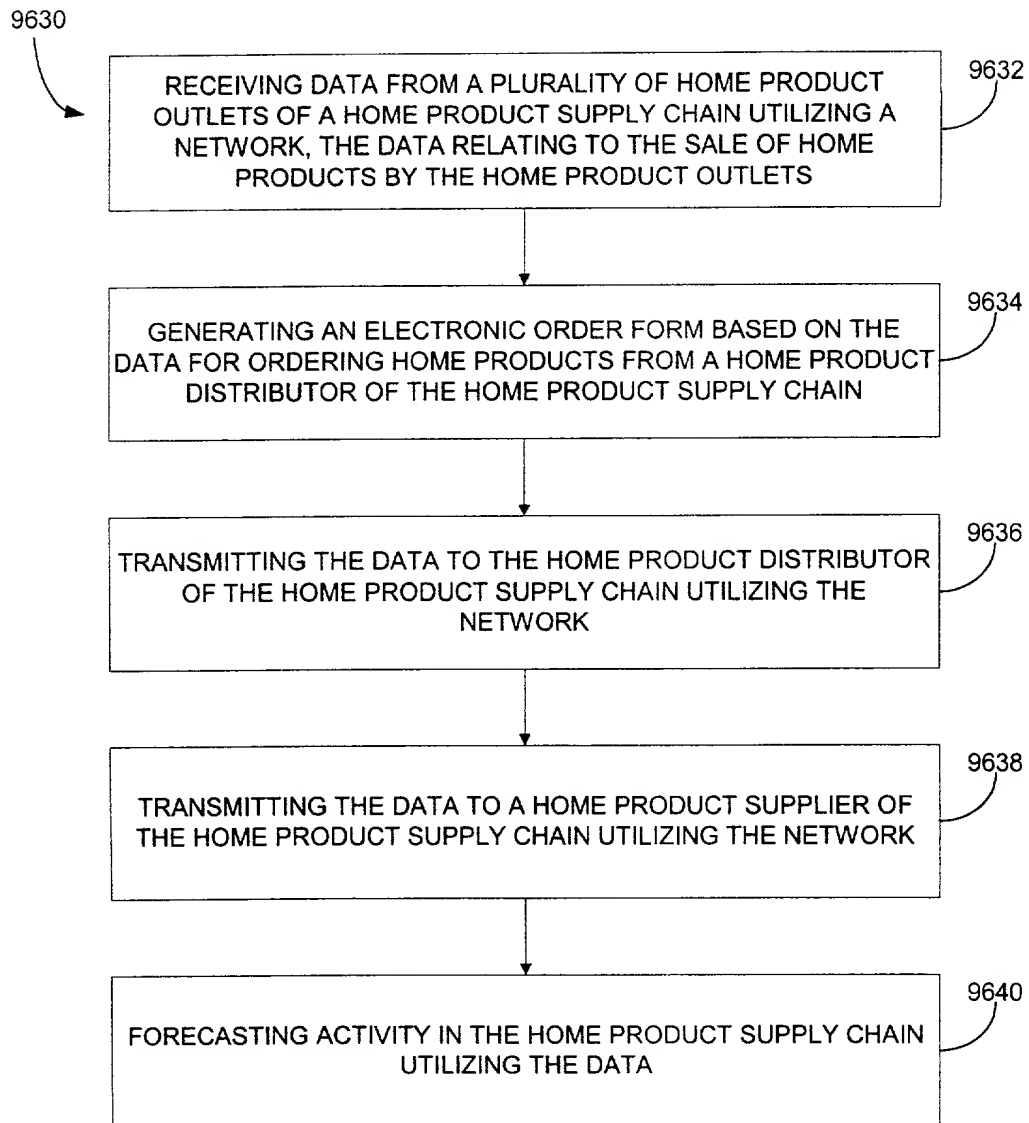 9630
9632
RECEIVING DATA FROM A PLURALITY OF HOME PRODUCT
OUTLETS OF A HOME PRODUCT SUPPLY CHAIN UTILIZING A
NETWORK, THE DATA RELATING TO THE SALE OF HOME
PRODUCTS BY THE HOME PRODUCT OUTLETS
9634
GENERATING AN ELECTRONIC ORDER FORM BASED ON THE
DATA FOR ORDERING HOME PRODUCTS FROM A HOME PRODUCT
DISTRIBUTOR OF THE HOME PRODUCT SUPPLY CHAIN
9636
TRANSMITTING THE DATA TO THE HOME PRODUCT DISTRIBUTOR
OF THE HOME PRODUCT SUPPLY CHAIN UTILIZING THE
NETWORK
9638
TRANSMITTING THE DATA TO A HOME PRODUCT SUPPLIER OF
THE HOME PRODUCT SUPPLY CHAIN UTILIZING THE NETWORK
9640
FORECASTING ACTIVITY IN THE HOME PRODUCT SUPPLY CHAIN
UTILIZING THE DATA